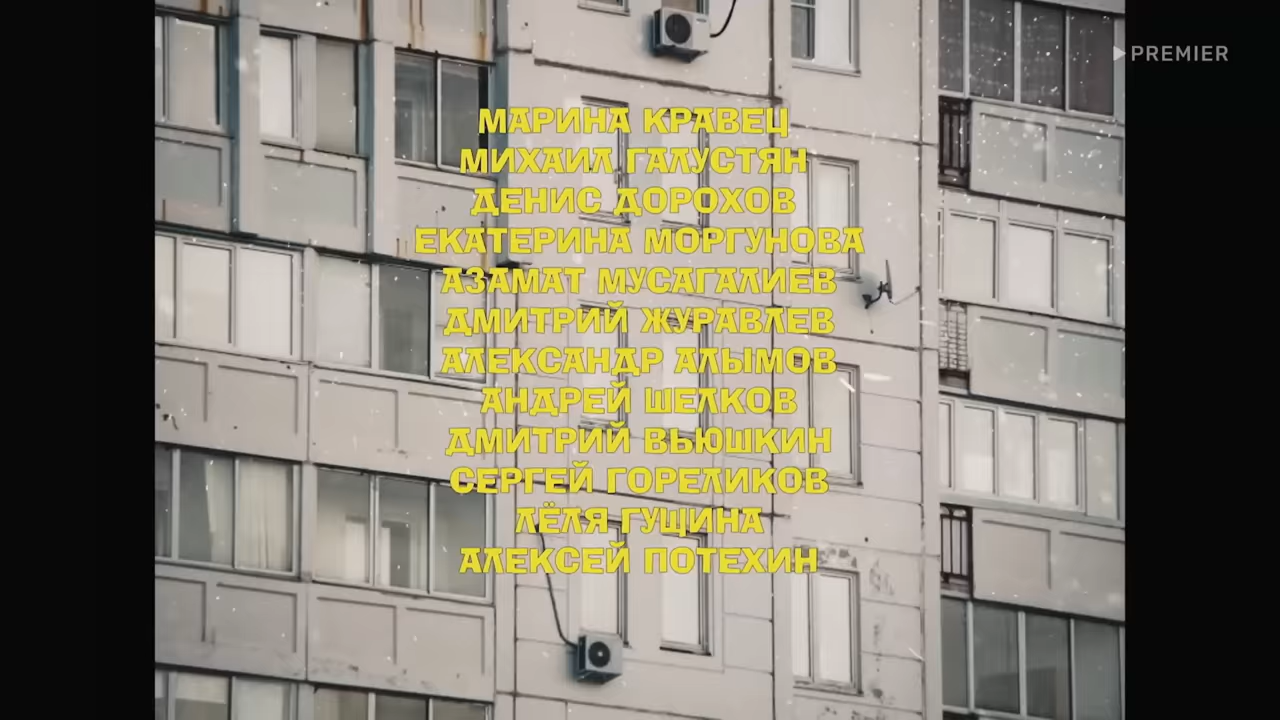 PREMIER
МАРИНА КРАВЕЦ
МИХАИЛ ГАЛУСТЯН
ДЕНИС ДОРОХОВ
ЕКАТЕРИНА МОРГУНОВА
АЗАМАТ МУСАГАЛИЕВ
ДМИТРИЙ ЖУРАВЛЕВ
АЛЕКСАНДР АЛЫМОВ
АНДРЕЙ ШЕЛКОВ
ДМИТРИЙ ВЬЮШКИН
СЕРГЕЙ ГОРЕЛИКОВ
ЛЁЛЯ ГУЩИНА
АЛЕКСЕЙ ПОТЕХИН